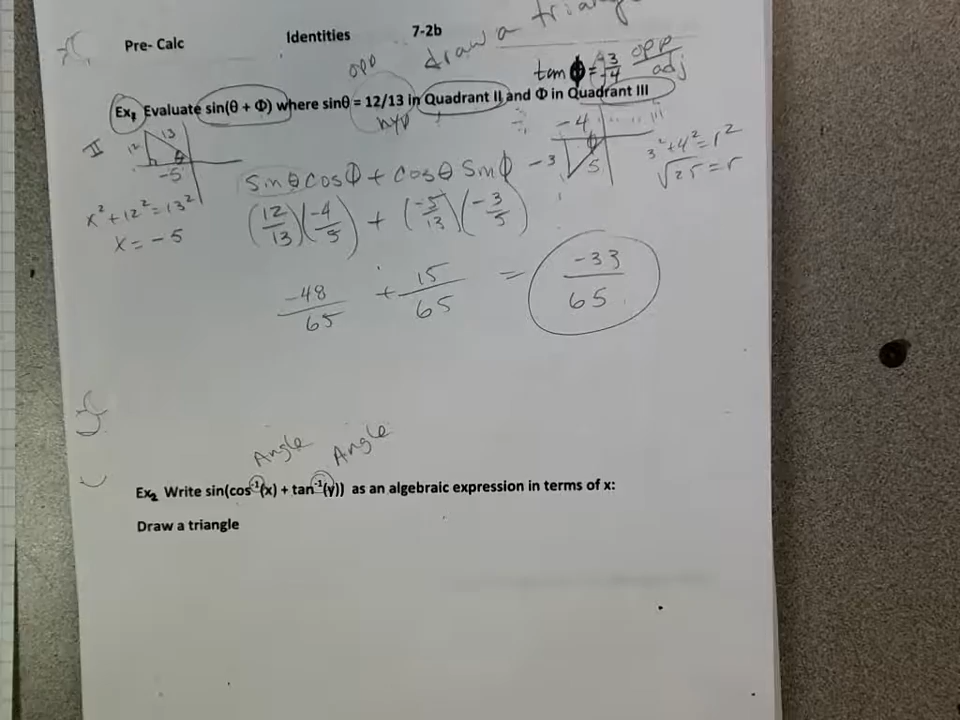 draw a triang
Pre- Calc Identities 7-2b
opp
tanΦ = -3/-4 opp/adj
Ex1 Evaluate sin(θ + Φ) where sinθ = 12/13 in Quadrant II and Φ in Quadrant III
hyp
II 13 12 θ -5
-4 Φ -3 5
3² + 4² = r²
√25 = r
x² + 12² = 13²
x = -5
sinθcosΦ + cosθ sinΦ
(12/13)(-4/5) + (-5/13)(-3/5)
-48/65 + 15/65 = -33/65
Angle Angle
Ex2 Write sin(cos⁻¹(x) + tan⁻¹(y)) as an algebraic expression in terms of x:
Draw a triangle